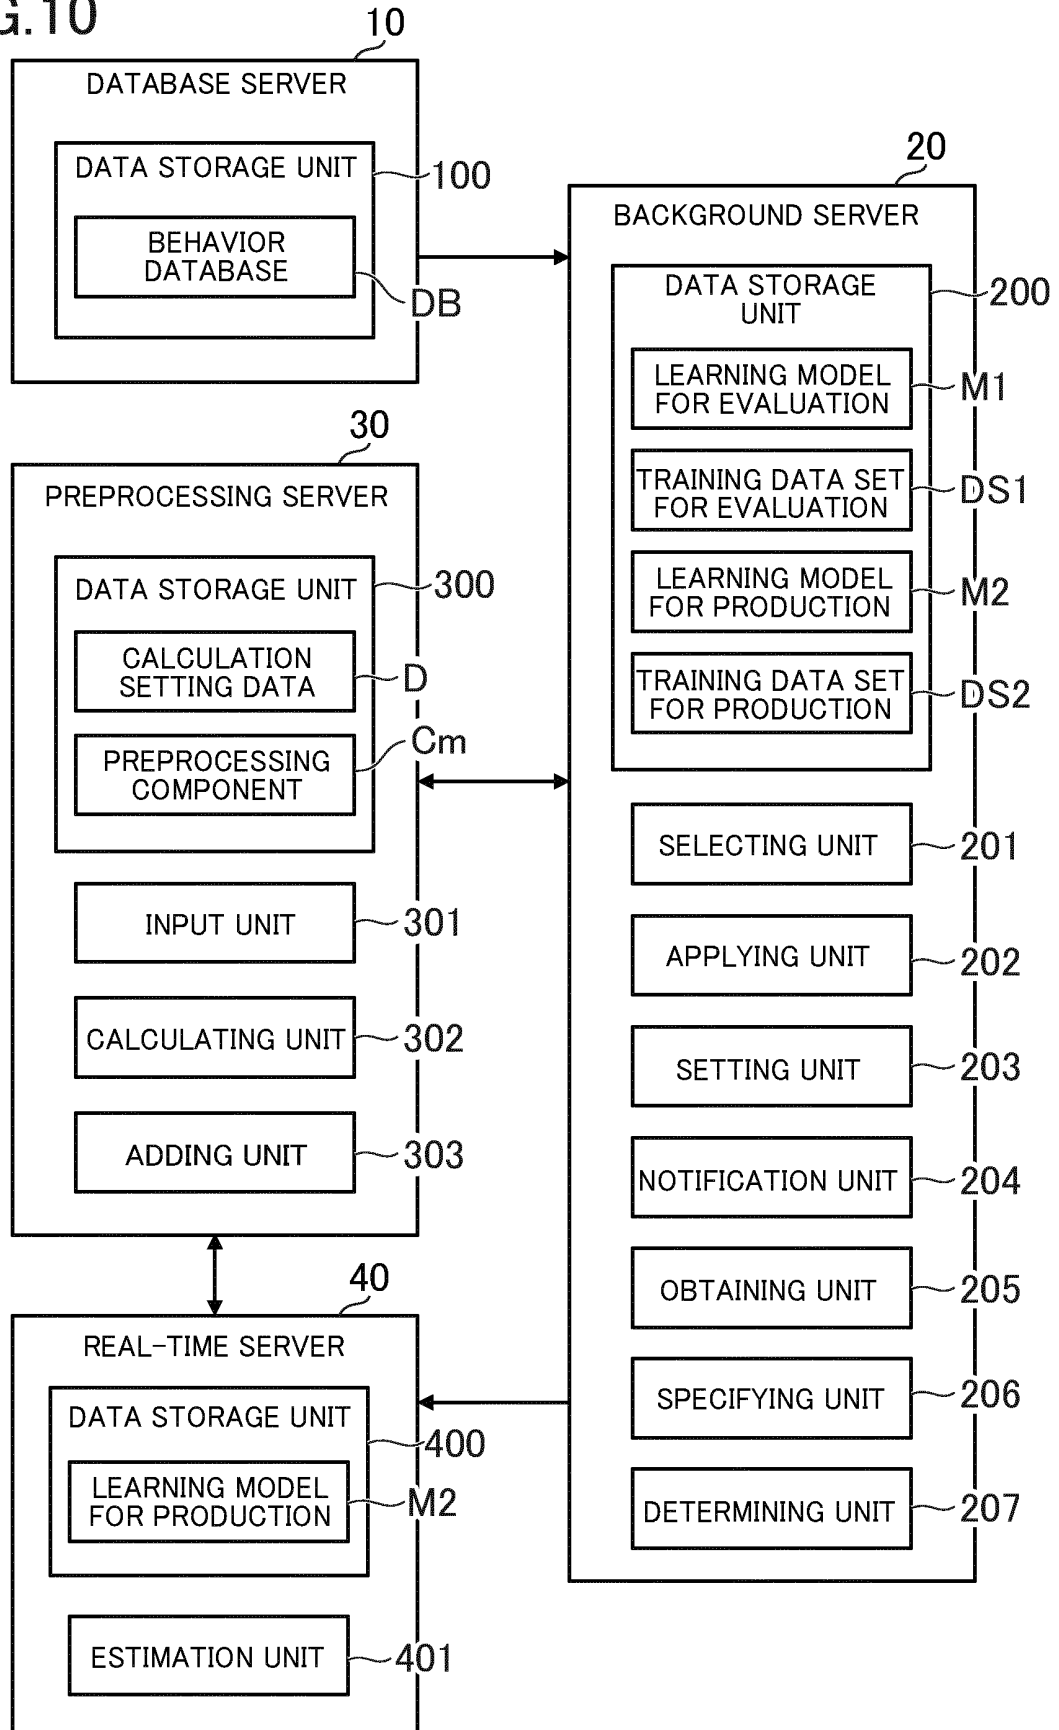 G.10
10
DATABASE SERVER
DATA STORAGE UNIT
100
BEHAVIOR
DATABASE
DB
20
BACKGROUND SERVER
DATA STORAGE
UNIT
200
LEARNING MODEL
FOR EVALUATION
M1
TRAINING DATA SET
FOR EVALUATION
DS1
LEARNING MODEL
FOR PRODUCTION
M2
TRAINING DATA SET
FOR PRODUCTION
DS2
SELECTING UNIT
201
APPLYING UNIT
202
SETTING UNIT
203
NOTIFICATION UNIT
204
OBTAINING UNIT
205
SPECIFYING UNIT
206
DETERMINING UNIT
207
30
PREPROCESSING SERVER
DATA STORAGE UNIT
300
CALCULATION
SETTING DATA
D
PREPROCESSING
COMPONENT
Cm
INPUT UNIT
301
CALCULATING UNIT
302
ADDING UNIT
303
40
REAL-TIME SERVER
DATA STORAGE UNIT
400
LEARNING MODEL
FOR PRODUCTION
M2
ESTIMATION UNIT
401